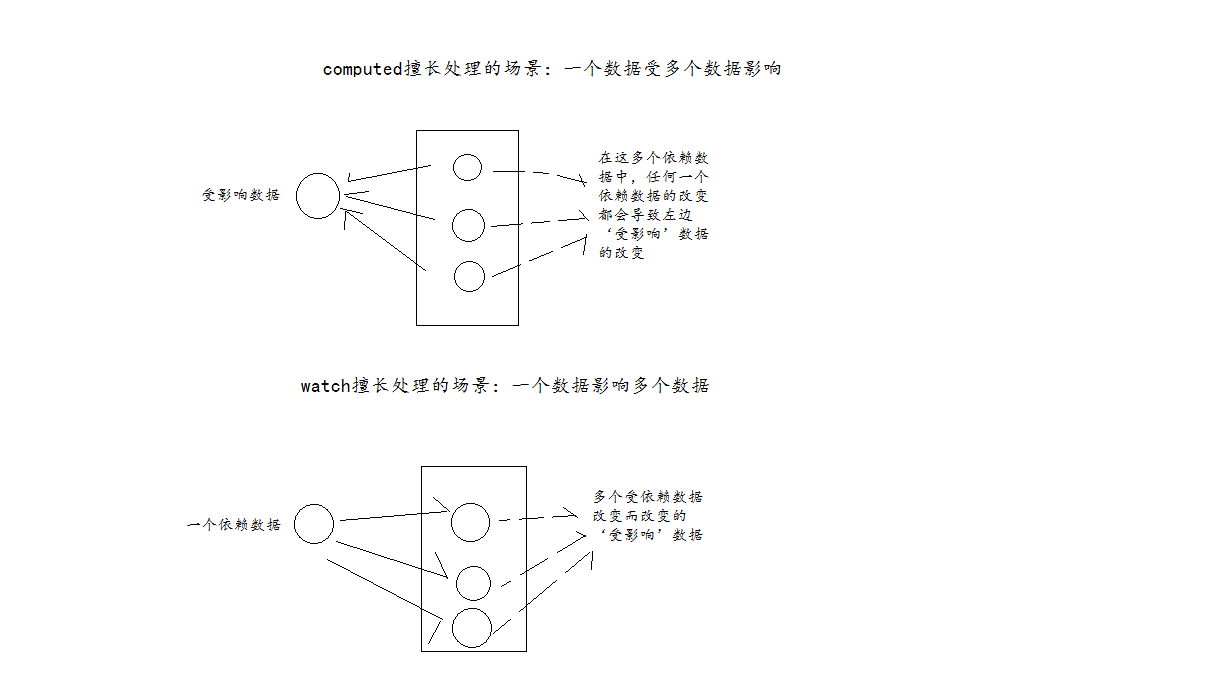 computed擅长处理的场景：一个数据受多个数据影响
受影响数据
在这多个依赖数
据中，任何一个
依赖数据的改变
都会导致左边
‘受影响’数据
的改变
watch擅长处理的场景：一个数据影响多个数据
一个依赖数据
多个受依赖数据
改变而改变的
‘受影响’数据